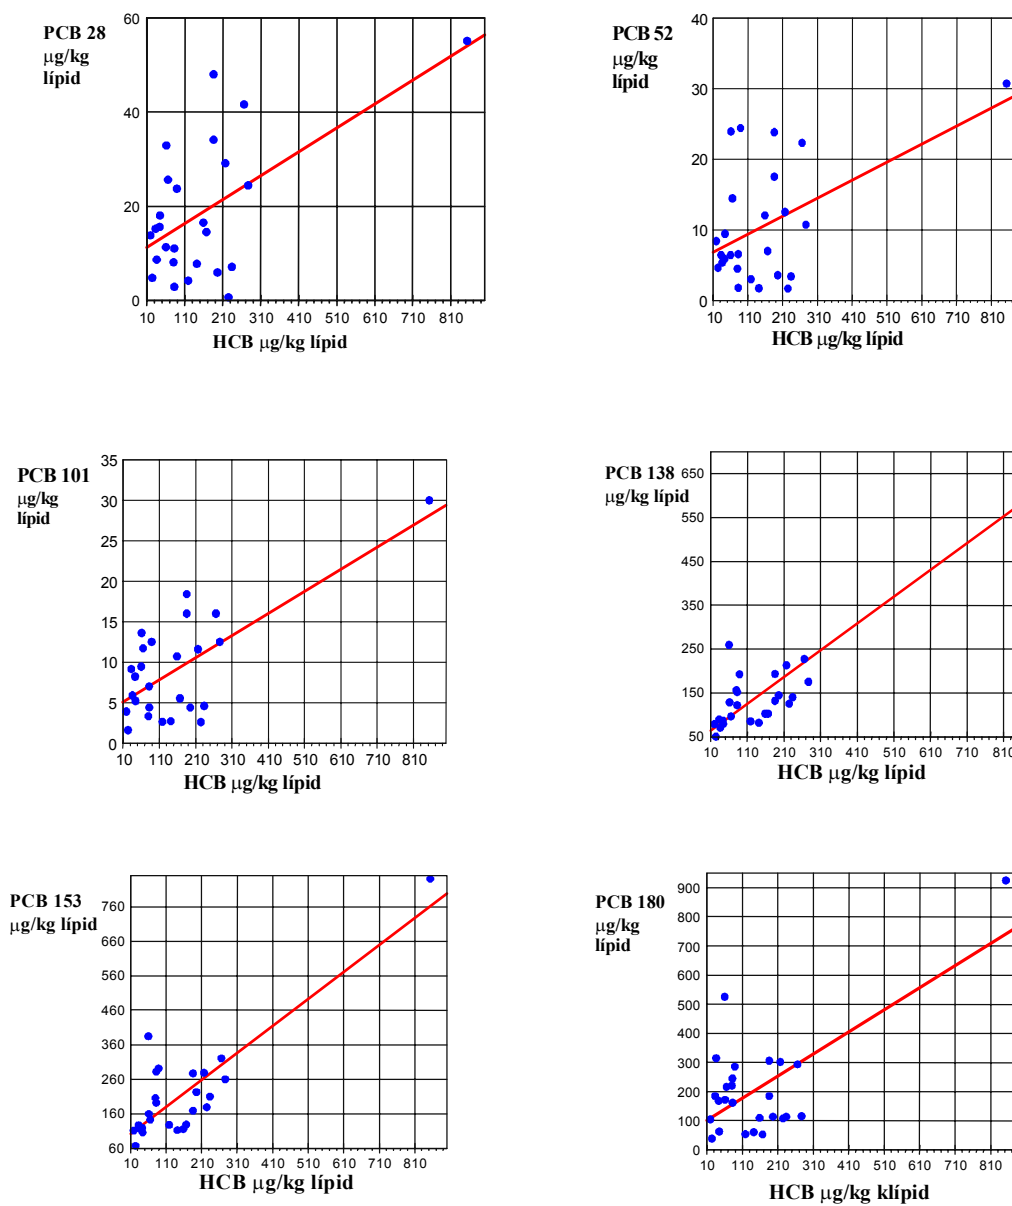 PCB 28
µg/kg
lípid
60
40
20
0
10 110 210 310 410 510 610 710 810
HCB µg/kg lípid
PCB 52
µg/kg
lípid
40
30
20
10
0
10 110 210 310 410 510 610 710 810
HCB µg/kg lípid
PCB 101
µg/kg
lípid
35
30
25
20
15
10
5
0
10 110 210 310 410 510 610 710 810
HCB µg/kg lípid
PCB 138
µg/kg lípid
650
550
450
350
250
150
50
10 110 210 310 410 510 610 710 810
HCB µg/kg lípid
PCB 153
µg/kg lípid
760
660
560
460
360
260
160
60
10 110 210 310 410 510 610 710 810
HCB µg/kg lípid
PCB 180
µg/kg
lípid
900
800
700
600
500
400
300
200
100
0
10 110 210 310 410 510 610 710 810
HCB µg/kg klípid